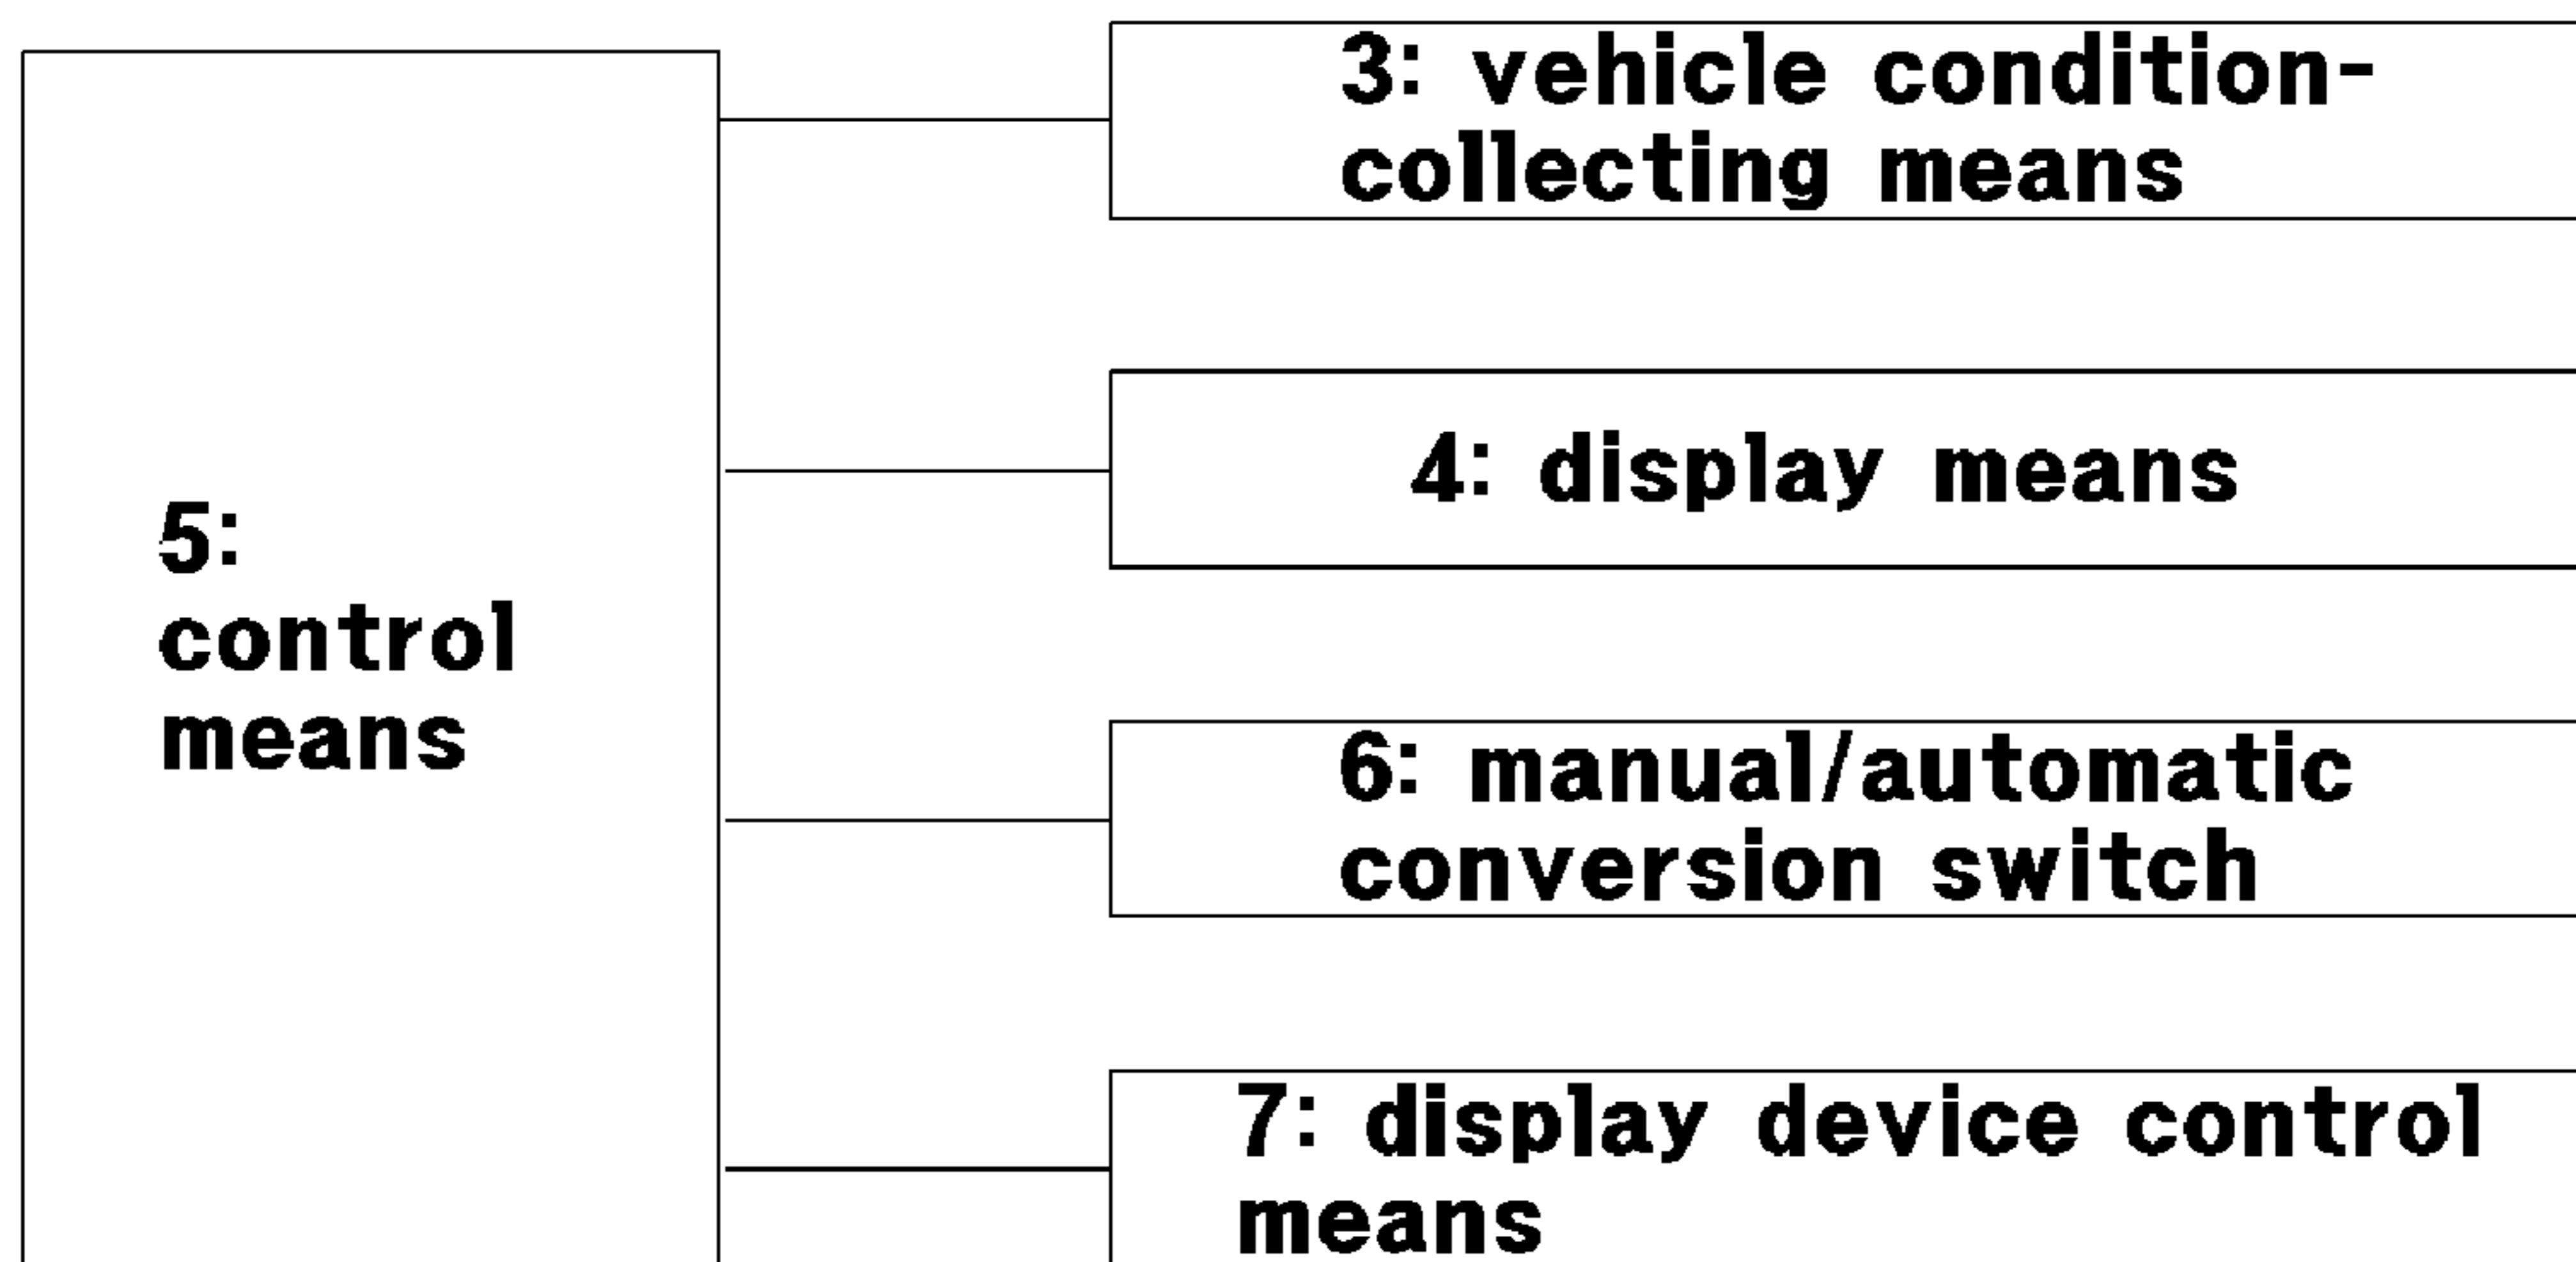 5:
control
means
3: vehicle condition-
collecting means
4: display means
6: manual/automatic
conversion switch
7: display device control
means